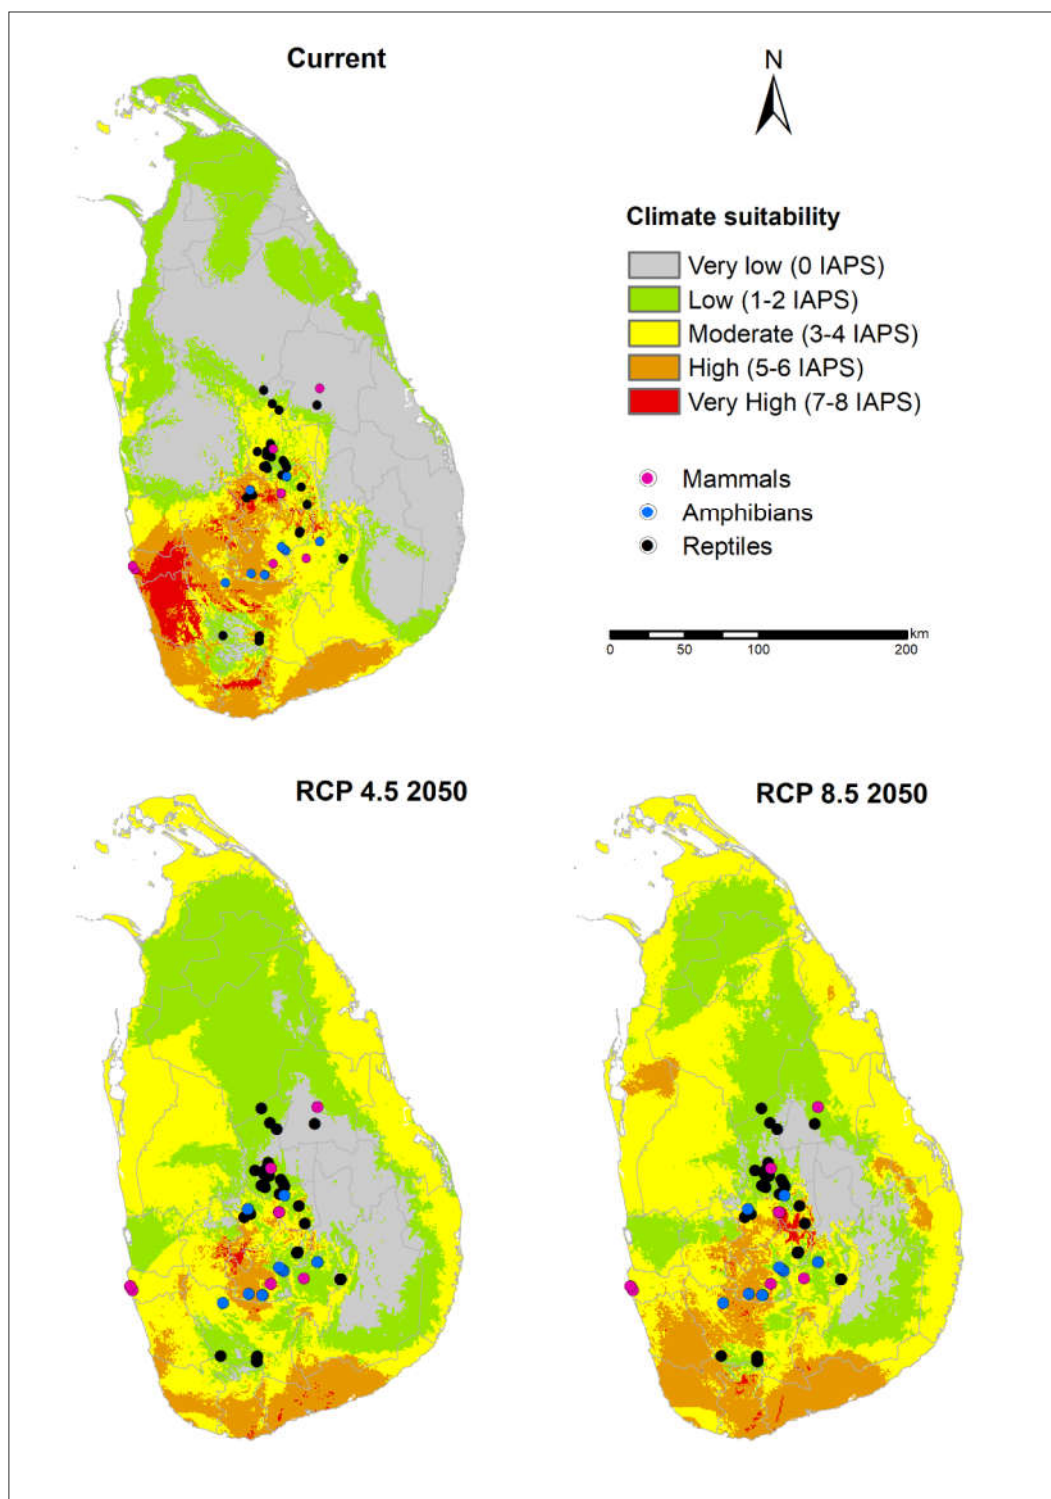 Current
N
Climate suitability
Very low (0 IAPS)
Low (1-2 IAPS)
Moderate (3-4 IAPS)
High (5-6 IAPS)
Very High (7-8 IAPS)
Mammals
Amphibians
Reptiles
km
0 50 100 200
RCP 4.5 2050
RCP 8.5 2050